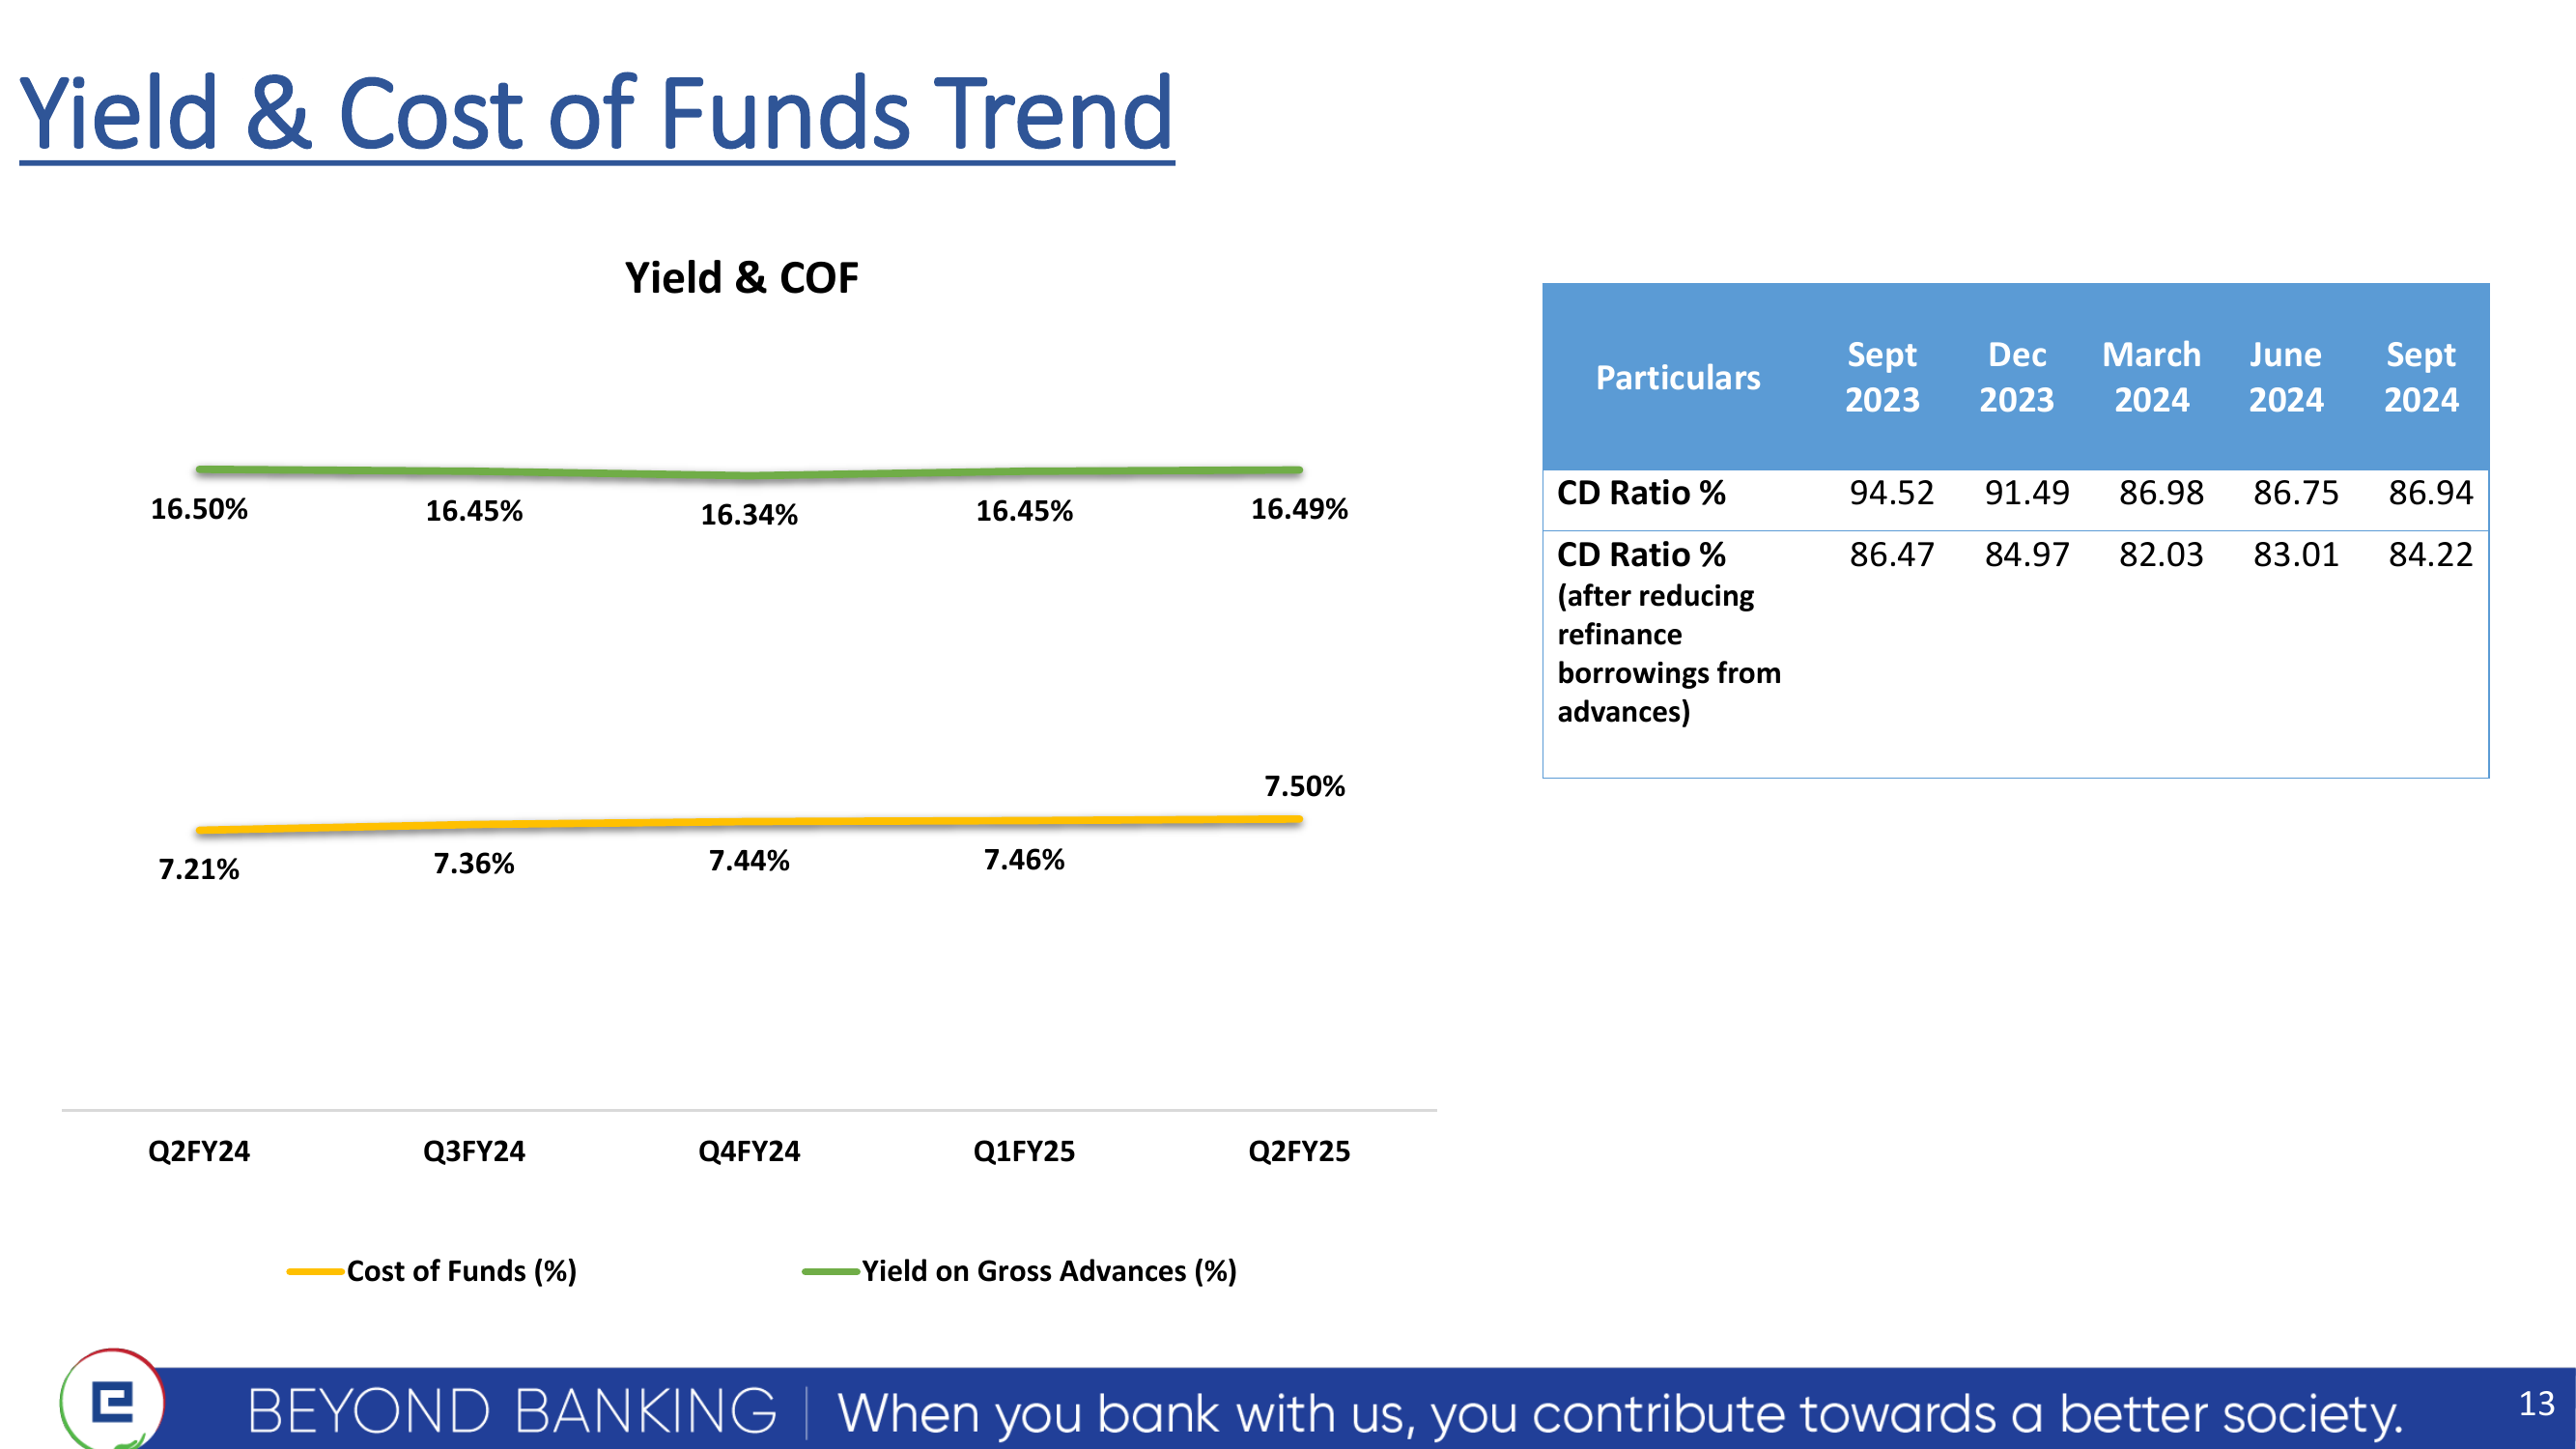 Yield & Cost of Funds Trend
Yield & COF
16.50% 16.45% 16.34% 16.45% 16.49%
7.50%
7.21% 7.36% 7.44% 7.46%
Q2FY24 Q3FY24 Q4FY24 Q1FY25 Q2FY25
Cost of Funds (%) Yield on Gross Advances (%)
Particulars Sept 2023 Dec 2023 March 2024 June 2024 Sept 2024
CD Ratio % 94.52 91.49 86.98 86.75 86.94
CD Ratio % 86.47 84.97 82.03 83.01 84.22
(after reducing
refinance
borrowings from
advances)
BEYOND BANKING | When you bank with us, you contribute towards a better society.
13